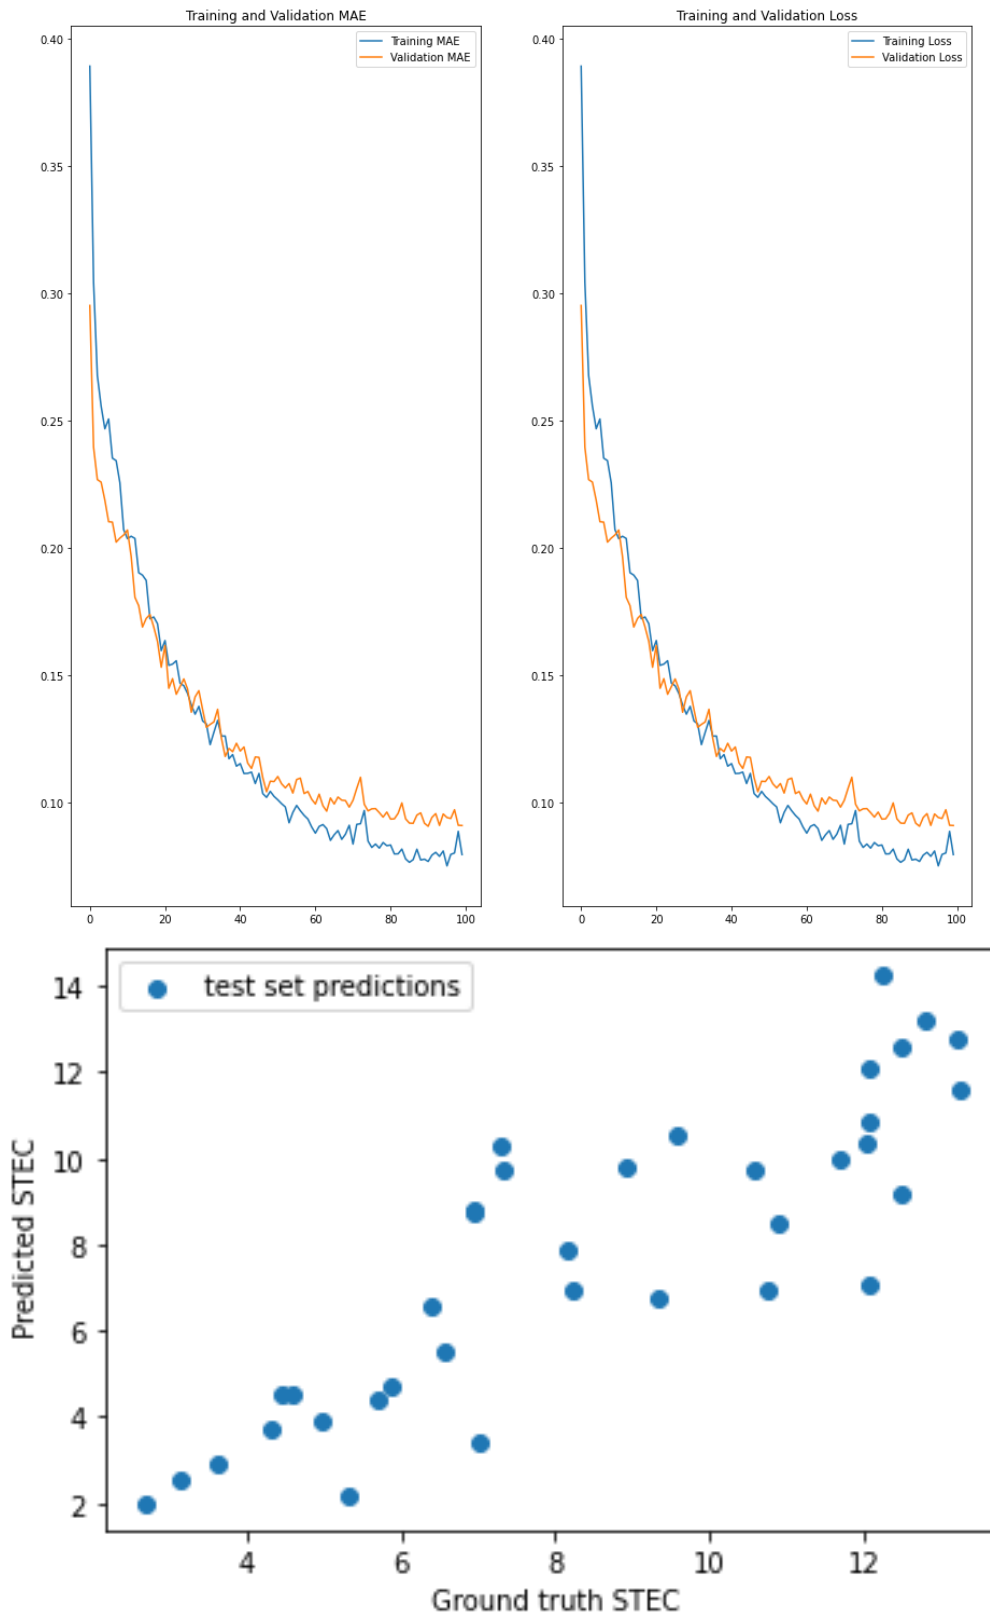 Training and Validation MAE
Training and Validation Loss
Training MAE
Validation MAE
Training Loss
Validation Loss
0.40
0.35
0.30
0.25
0.20
0.15
0.10
0 20 40 60 80 100
0.40
0.35
0.30
0.25
0.20
0.15
0.10
0 20 40 60 80 100
test set predictions
Predicted STEC
14
12
10
8
6
4
2
4 6 8 10 12
Ground truth STEC